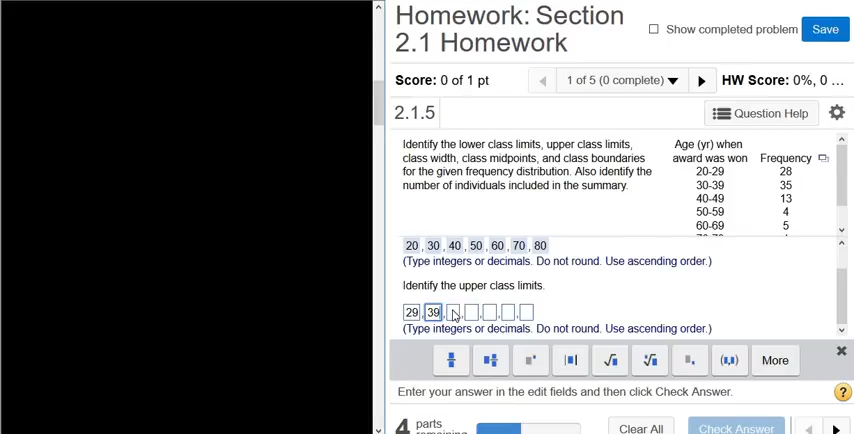 Homework: Section
2.1 Homework
Show completed problem
Save
Score: 0 of 1 pt
1 of 5 (0 complete)
HW Score: 0%, 0 ...
2.1.5
Question Help
Identify the lower class limits, upper class limits,
class width, class midpoints, and class boundaries
for the given frequency distribution. Also identify the
number of individuals included in the summary.
Age (yr) when
award was won Frequency
20-29 28
30-39 35
40-49 13
50-59 4
60-69 5
20, 30, 40, 50, 60, 70, 80
(Type integers or decimals. Do not round. Use ascending order.)
Identify the upper class limits.
29, 39, , , , ,
(Type integers or decimals. Do not round. Use ascending order.)
More
Enter your answer in the edit fields and then click Check Answer.
?
4 parts
remaining
Clear All
Check Answer